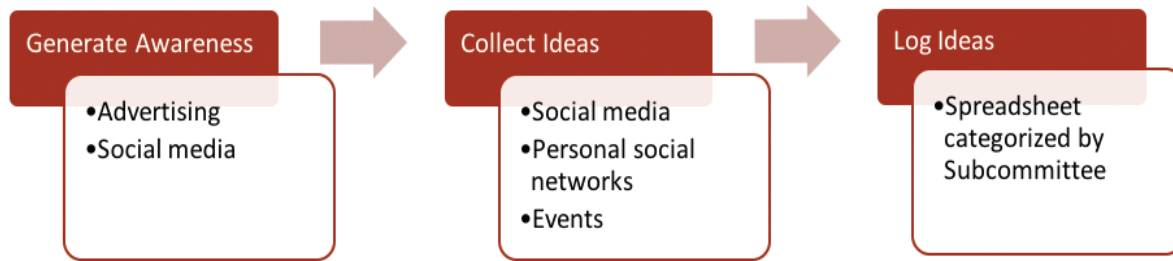 Generate Awareness
•Advertising
•Social media
Collect Ideas
•Social media
•Personal social
networks
•Events
Log Ideas
•Spreadsheet
categorized by
Subcommittee